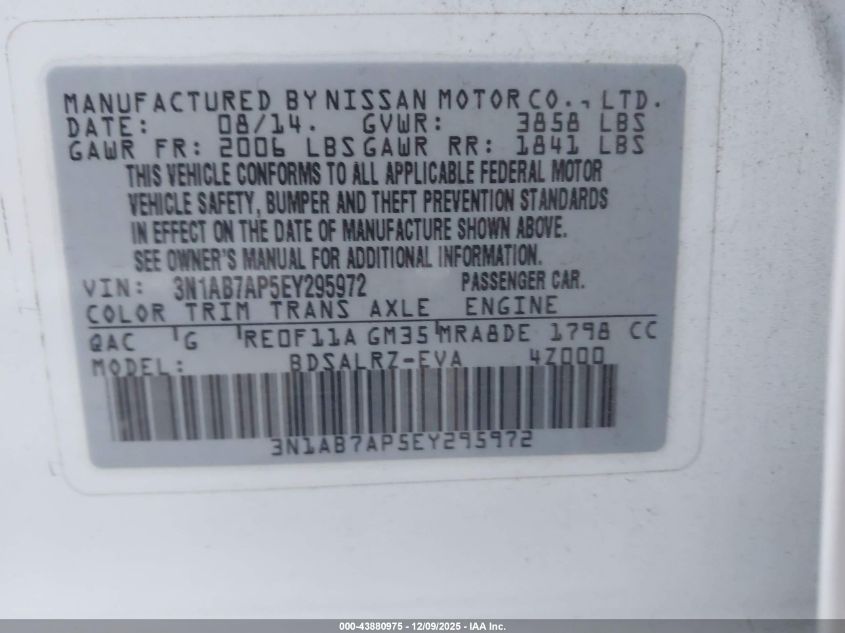 MANUFACTURED BY NISSAN MOTOR CO., LTD.
DATE: 08/14. GVWR: 3858 LBS
GAWR FR: 2006 LBS GAWR RR: 1841 LBS
THIS VEHICLE CONFORMS TO ALL APPLICABLE FEDERAL MOTOR
VEHICLE SAFETY, BUMPER AND THEFT PREVENTION STANDARDS
IN EFFECT ON THE DATE OF MANUFACTURE SHOWN ABOVE.
SEE OWNER'S MANUAL FOR ADDITIONAL INFORMATION.
VIN: 3N1AB7AP5EY295972 PASSENGER CAR.
COLOR TRIM TRANS AXLE ENGINE
QAC G RE0F11A GM35 MRA8DE 1798 CC
MODEL: BDSALRZ-EVA 4Z000
3N1AB7AP5EY295972
000-43880975 - 12/09/2025 - IAA Inc.